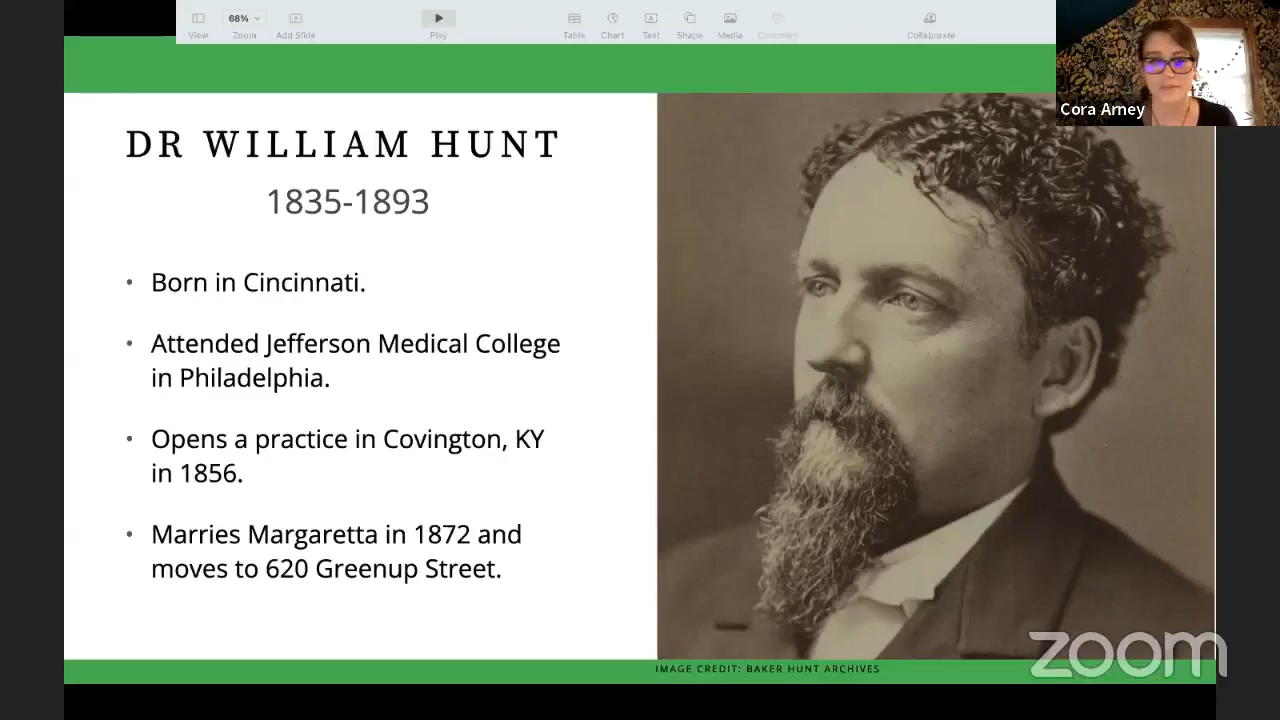 View
68%
Zoom
Add Slide
Play
Table
Chart
Text
Shape
Media
Comment
Collaborate
Cora Arney
DR WILLIAM HUNT
1835-1893
• Born in Cincinnati.
• Attended Jefferson Medical College
in Philadelphia.
• Opens a practice in Covington, KY
in 1856.
• Marries Margaretta in 1872 and
moves to 620 Greenup Street.
IMAGE CREDIT: BAKER HUNT ARCHIVES
zoom